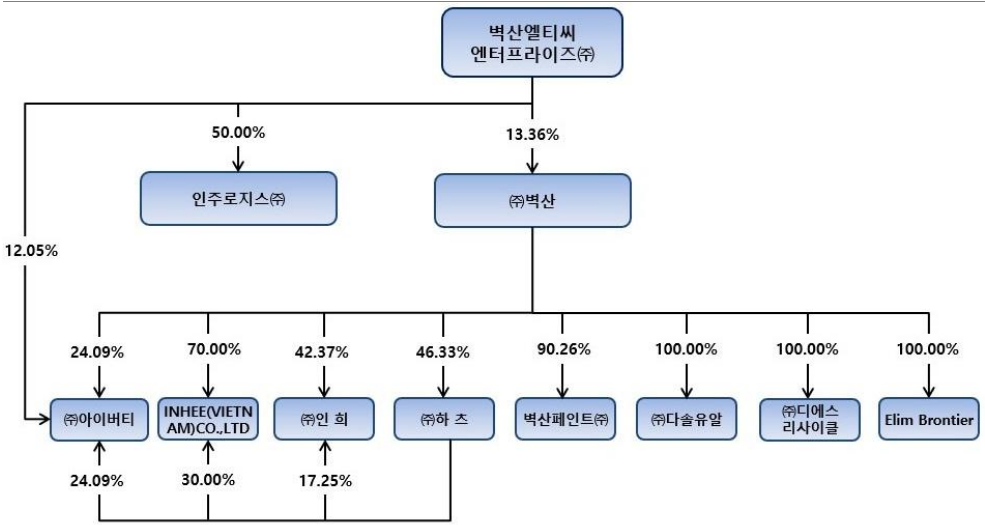 벽산엘티씨
엔터프라이즈㈜
50.00%
13.36%
인주로지스㈜
㈜벽산
12.05%
24.09%
70.00%
42.37%
46.33%
90.26%
100.00%
100.00%
100.00%
㈜아이버티
INHEE(VIETN
AM)CO.,LTD
㈜인 희
㈜하 츠
벽산페인트㈜
㈜다솔유알
㈜디에스
리사이클
Elim Brontier
24.09%
30.00%
17.25%